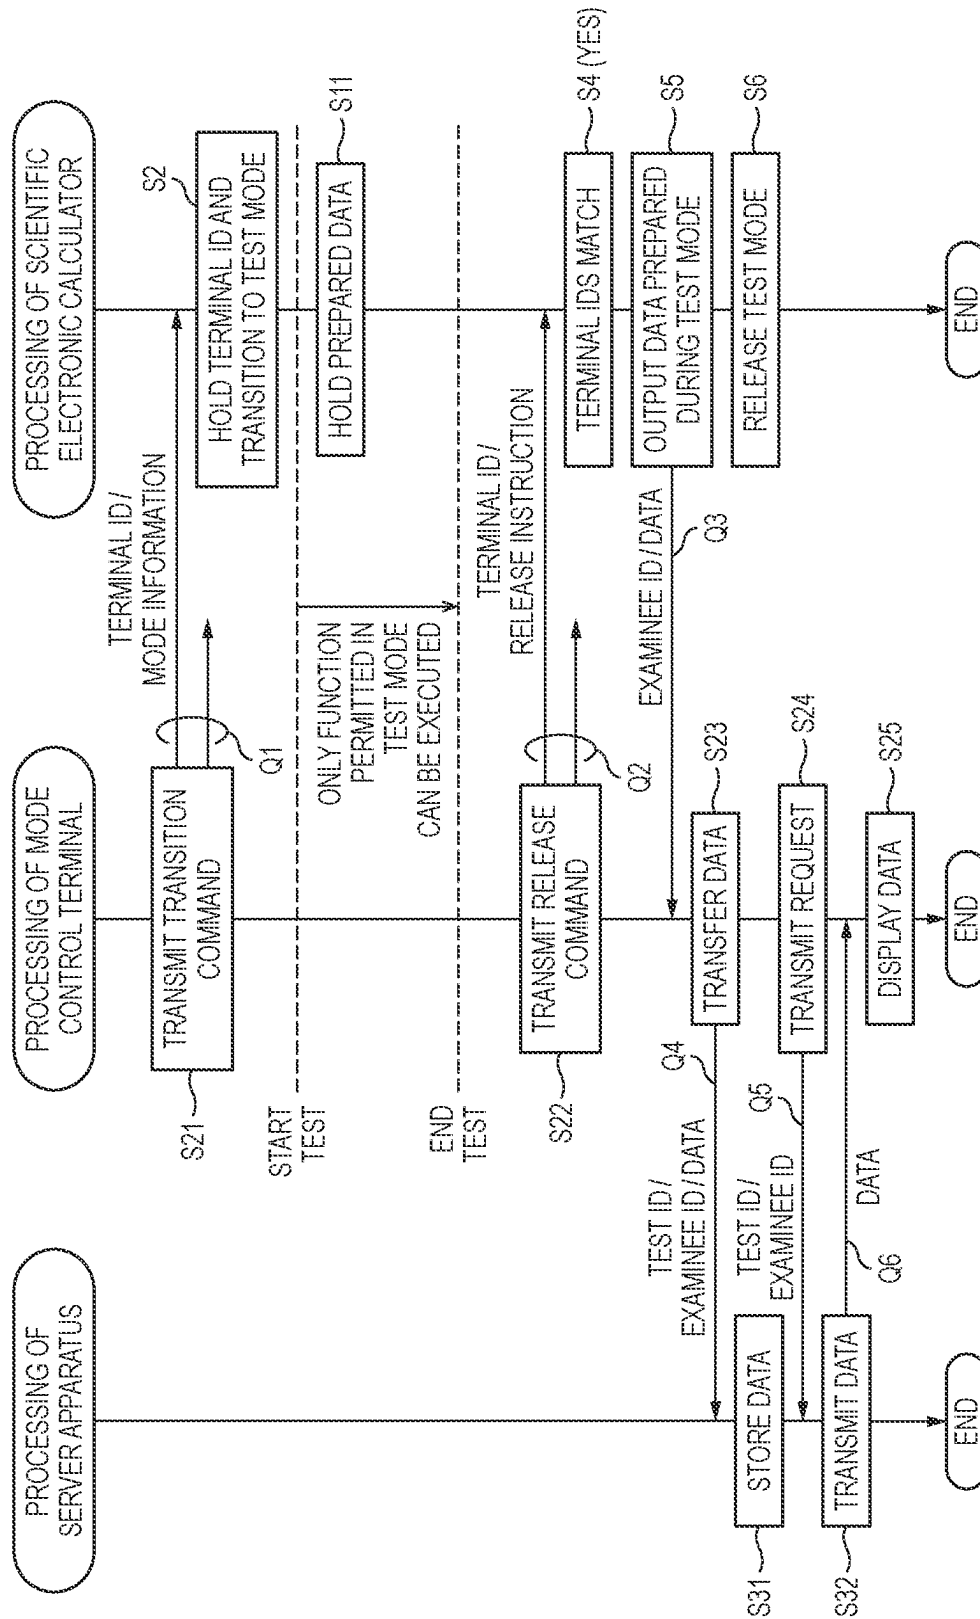 PROCESSING OF
SERVER APPARATUS
PROCESSING OF MODE
CONTROL TERMINAL
PROCESSING OF SCIENTIFIC
ELECTRONIC CALCULATOR
S21
TRANSMIT TRANSITION
COMMAND
Q1
TERMINAL ID/
MODE INFORMATION
S2
HOLD TERMINAL ID AND
TRANSITION TO TEST MODE
START
TEST
ONLY FUNCTION
PERMITTED IN
TEST MODE
CAN BE EXECUTED
HOLD PREPARED DATA
S11
END
TEST
S22
TRANSMIT RELEASE
COMMAND
Q2
TERMINAL ID/
RELEASE INSTRUCTION
TERMINAL IDS MATCH
S4 (YES)
OUTPUT DATA PREPARED
DURING TEST MODE
S5
EXAMINEE ID/DATA
Q3
RELEASE TEST MODE
S6
TRANSFER DATA
S23
Q4
TEST ID/
EXAMINEE ID/DATA
S31
STORE DATA
TRANSMIT REQUEST
S24
Q5
TEST ID/
EXAMINEE ID
S32
TRANSMIT DATA
Q6
DATA
DISPLAY DATA
S25
END
END
END